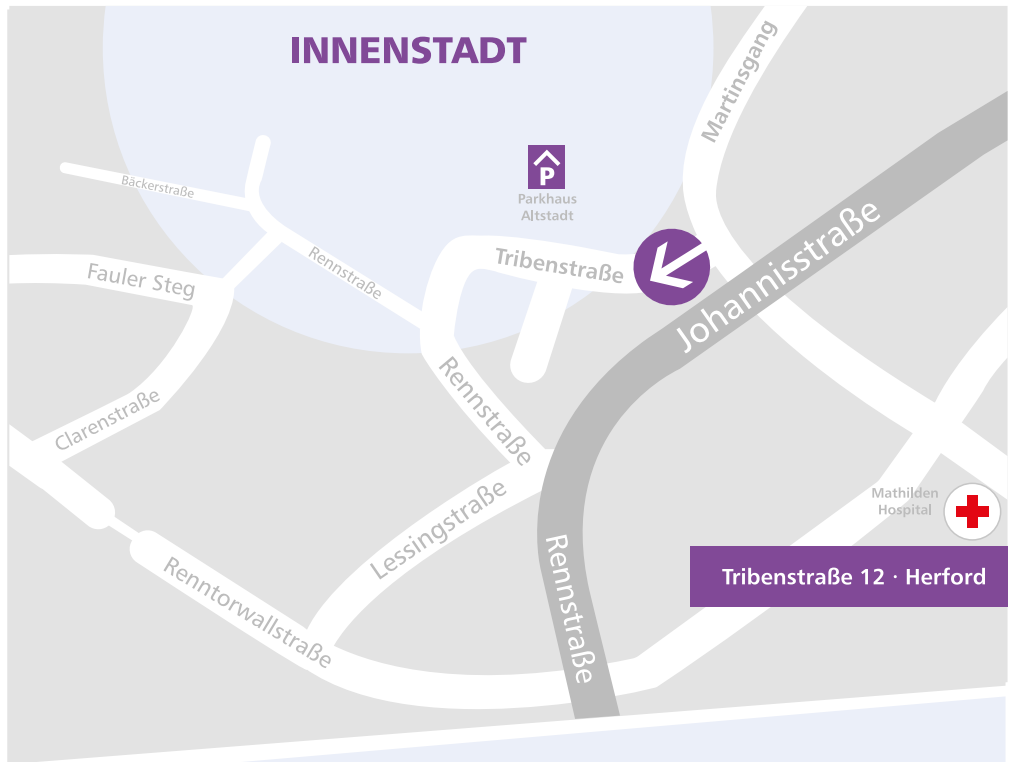 INNENSTADT
Martinsgang
P
Parkhaus
Altstadt
Bäckerstraße
Johannisstraße
Tribenstraße
Rennstraße
Fauler Steg
Rennstraße
Clarenstraße
Lessingstraße
Mathilden
Hospital
Rennstraße
Renntorwallstraße
Tribenstraße 12 · Herford